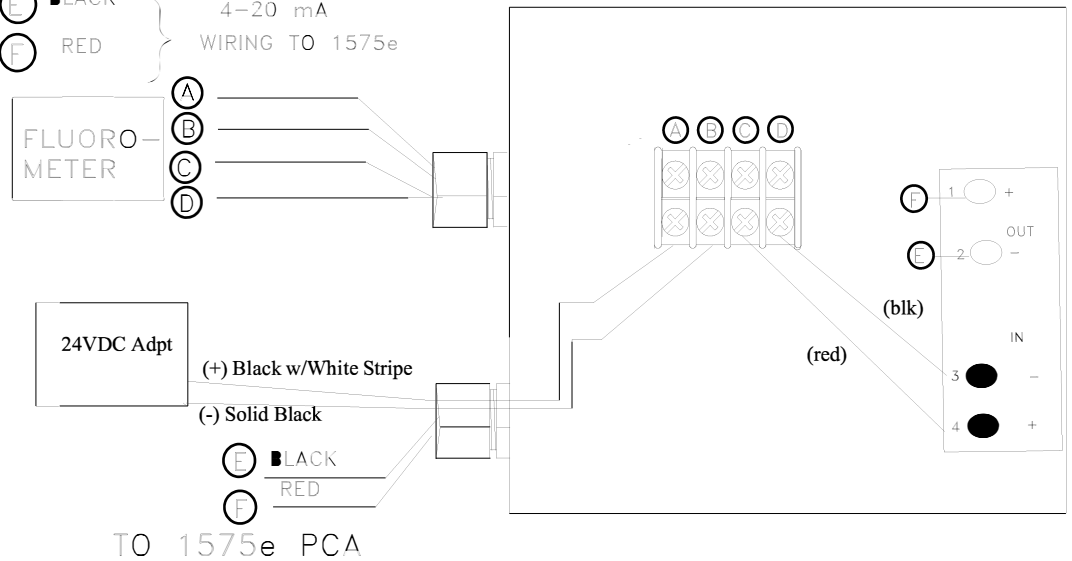 E BLACK
4-20 mA
F RED
WIRING TO 1575e
A
B
C
D
FLUORO-
METER
A B C D
F 1 +
OUT
E 2 -
(blk)
IN
24VDC Adpt
(red)
(+) Black w/White Stripe
3 -
(-) Solid Black
4 +
E BLACK
F RED
TO 1575e PCA